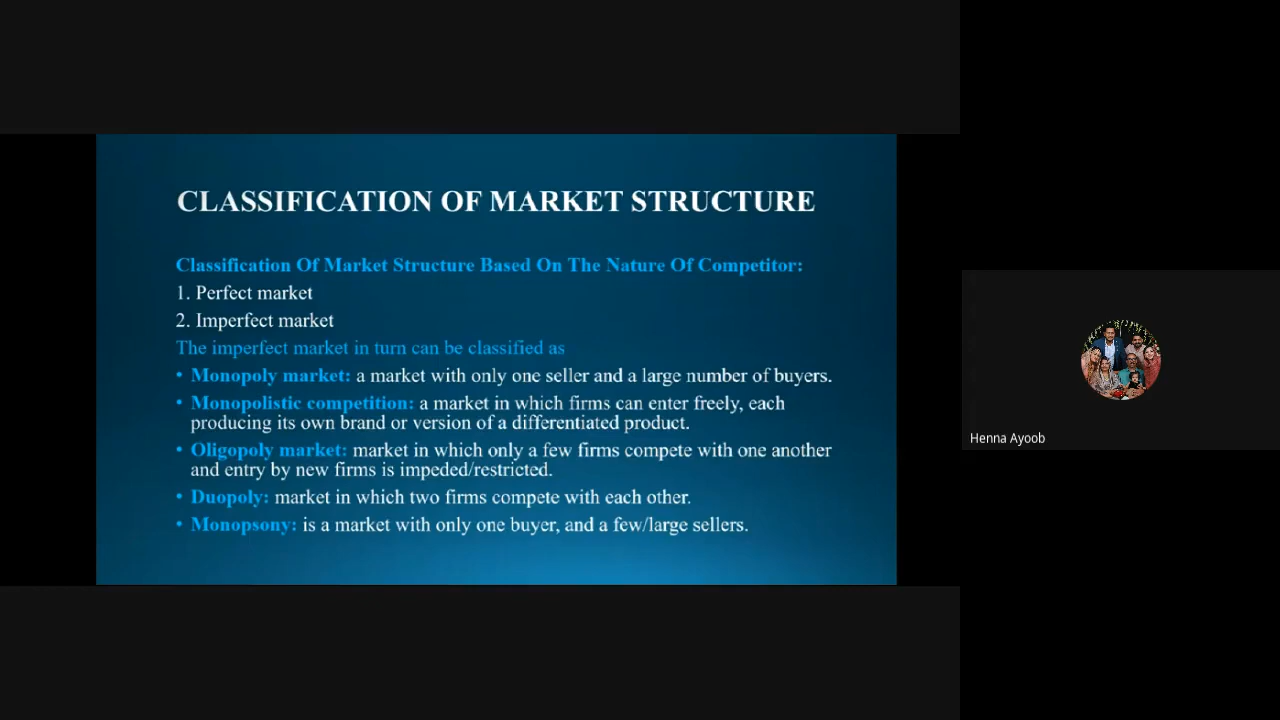 CLASSIFICATION OF MARKET STRUCTURE
Classification Of Market Structure Based On The Nature Of Competitor:
1. Perfect market
2. Imperfect market
The imperfect market in turn can be classified as
• Monopoly market: a market with only one seller and a large number of buyers.
• Monopolistic competition: a market in which firms can enter freely, each
producing its own brand or version of a differentiated product.
• Oligopoly market: market in which only a few firms compete with one another
and entry by new firms is impeded/restricted.
• Duopoly: market in which two firms compete with each other.
• Monopsony: is a market with only one buyer, and a few/large sellers.
Henna Ayoob